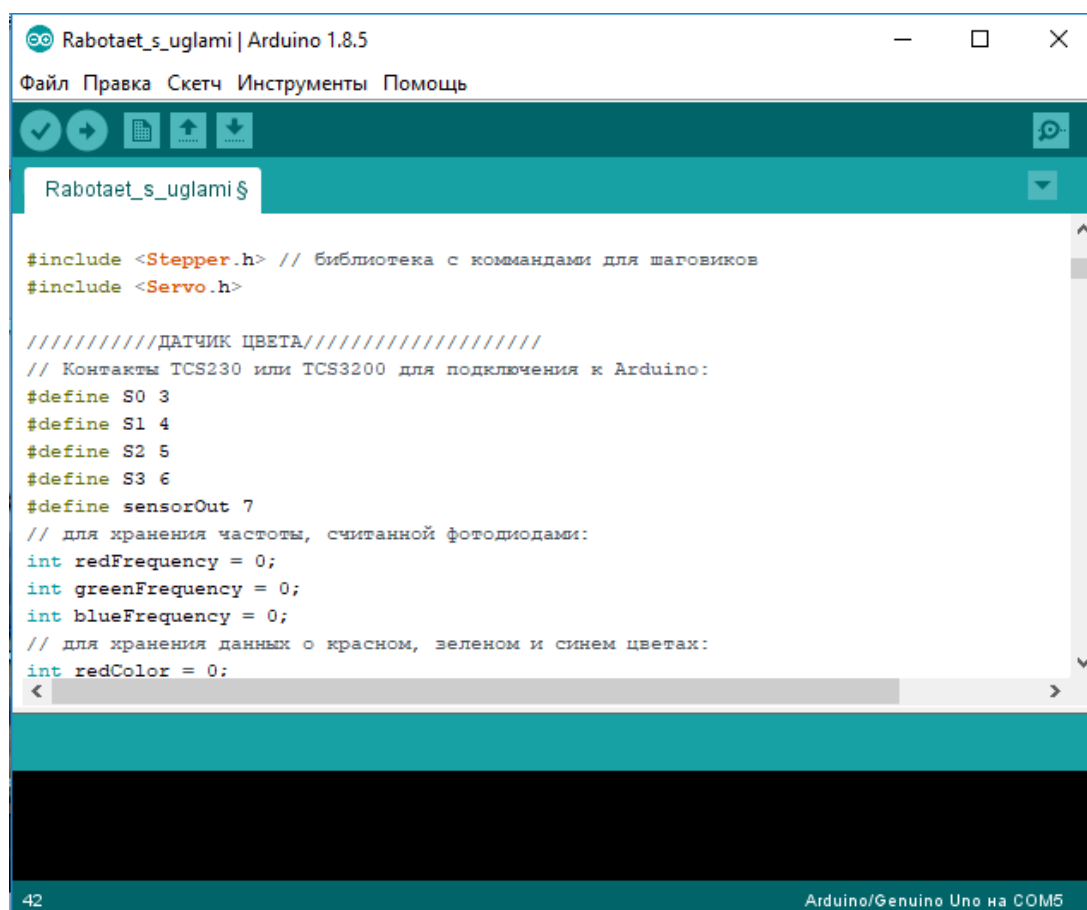 Rabotaet_s_uglami | Arduino 1.8.5
Файл Правка Скетч Инструменты Помощь
Rabotaet_s_uglami §
#include <Stepper.h> // библиотека с коммандами для шаговиков
#include <Servo.h>
///////////ДАТЧИК ЦВЕТА////////////////////
// Контакты TCS230 или TCS3200 для подключения к Arduino:
#define S0 3
#define S1 4
#define S2 5
#define S3 6
#define sensorOut 7
// для хранения частоты, считанной фотодиодами:
int redFrequency = 0;
int greenFrequency = 0;
int blueFrequency = 0;
// для хранения данных о красном, зеленом и синем цветах:
int redColor = 0;
42 Arduino/Genuino Uno на COM5